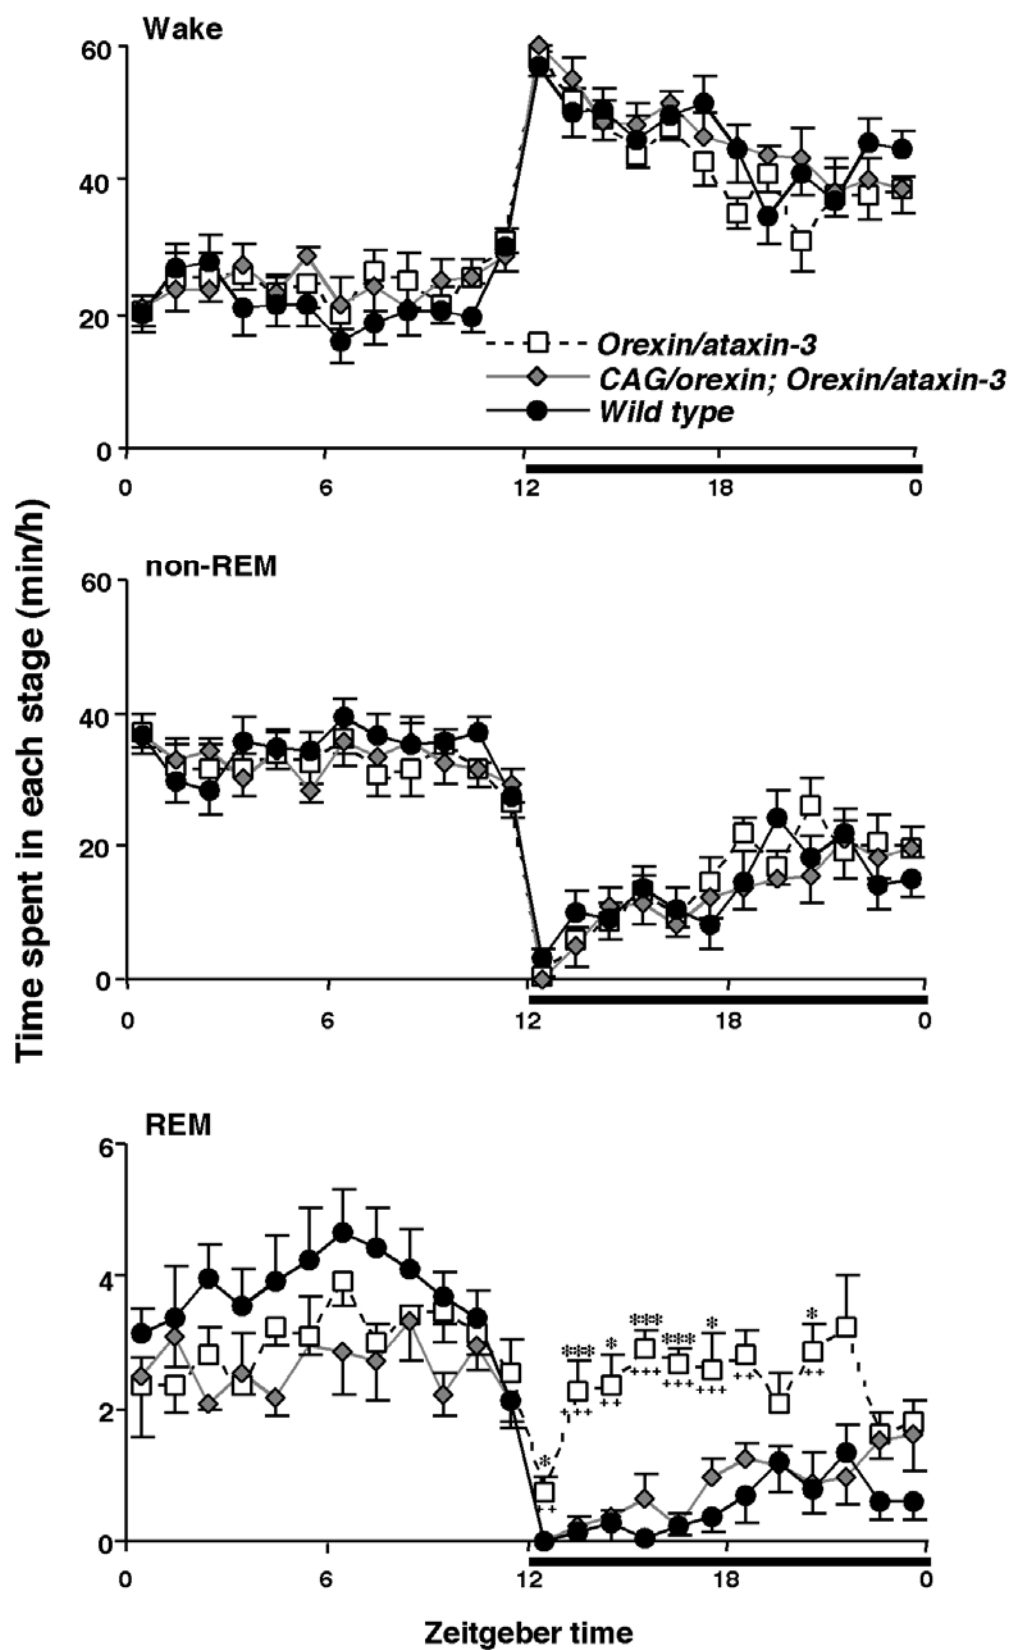 Wake
60
40
20
0
Orexin/ataxin-3
CAG/orexin; Orexin/ataxin-3
Wild type
0 6 12 18 0
Time spent in each stage (min/h)
non-REM
60
40
20
0
0 6 12 18 0
REM
6
4
2
0
* *** * *** *** * *
++ +++ ++ +++ +++ +++ ++ ++
0 6 12 18 0
Zeitgeber time